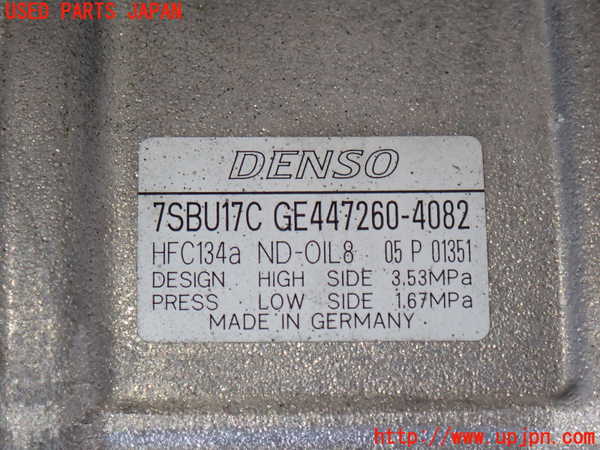 USED PARTS JAPAN
DENSO
7SBU17C GE447260-4082
HFC134a ND-OIL8 05 P 01351
DESIGN HIGH SIDE 3.53MPa
PRESS LOW SIDE 1.67MPa
MADE IN GERMANY
http://www.upjpn.com/